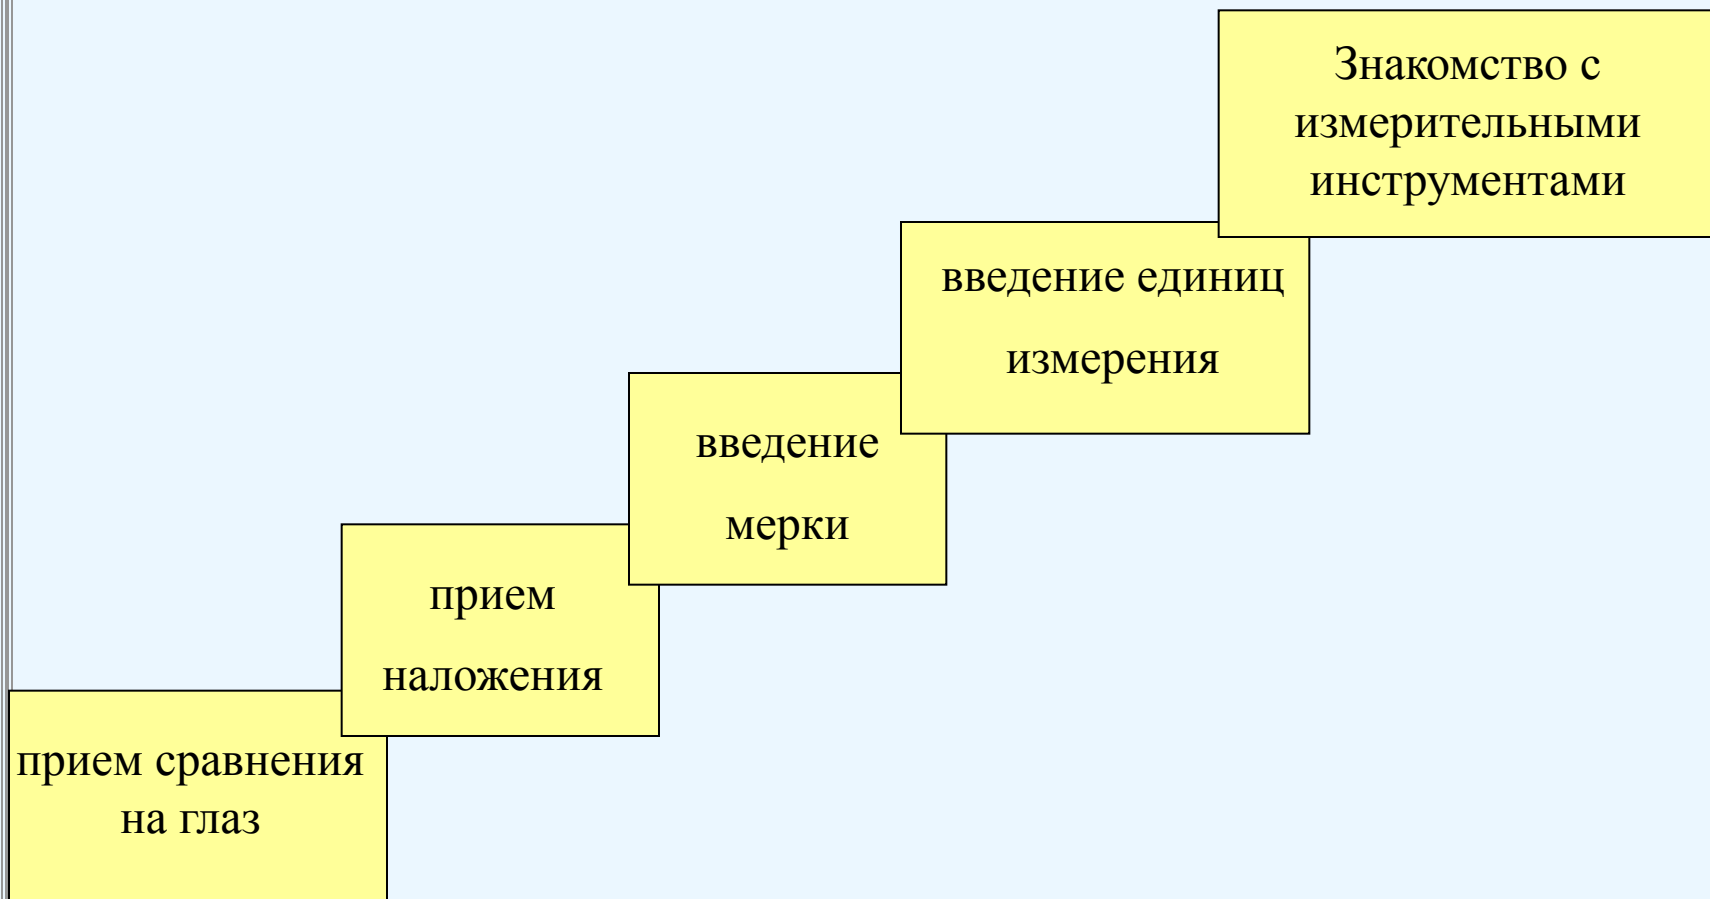 Знакомство с
измерительными
инструментами
введение единиц
измерения
введение
мерки
прием
наложения
прием сравнения
на глаз